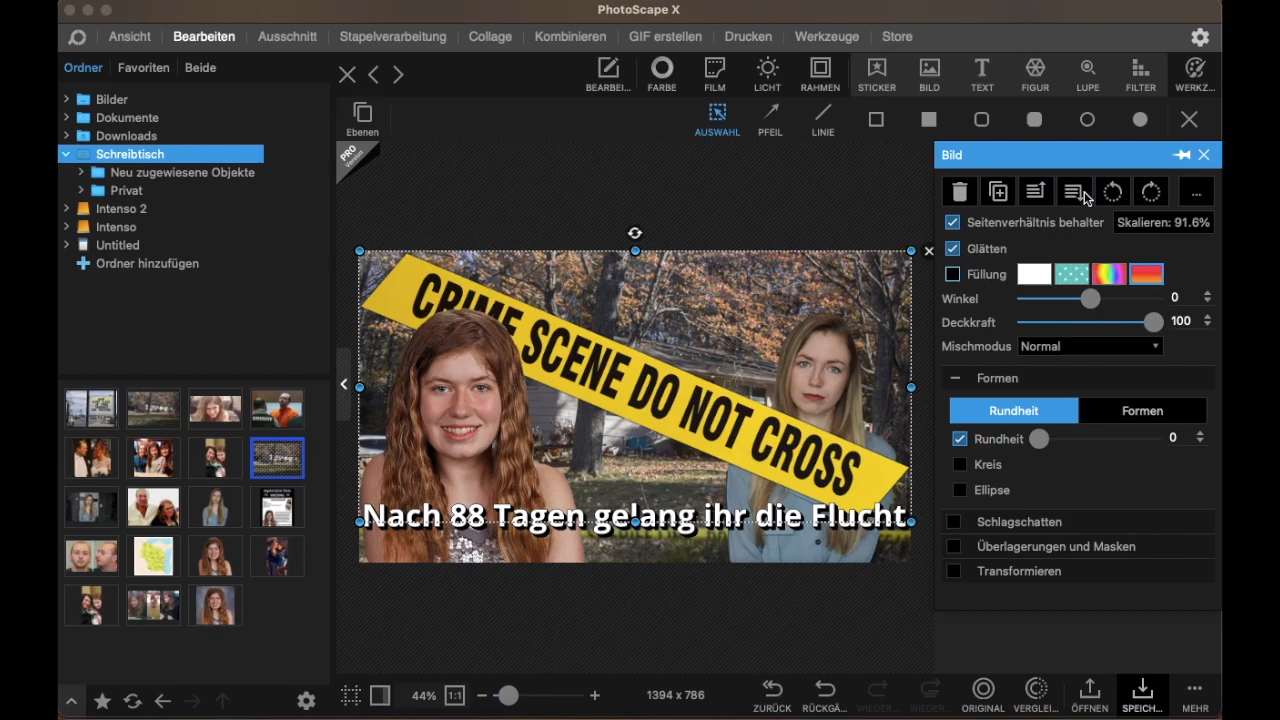 PhotoScape X
Ansicht Bearbeiten Ausschnitt Stapelverarbeitung Collage Kombinieren GIF erstellen Drucken Werkzeuge Store
Ordner Favoriten Beide
BEARBEI... FARBE FILM LICHT RAHMEN STICKER BILD TEXT FIGUR LUPE FILTER WERKZ...
Ebenen AUSWAHL PFEIL LINIE
Bilder
Dokumente
Downloads
Schreibtisch
Neu zugewiesene Objekte
Privat
Intenso 2
Intenso
Untitled
Ordner hinzufügen
PRO
Version
CRIME SCENE DO NOT CROSS
Nach 88 Tagen gelang ihr die Flucht
Bild
...
Seitenverhältnis behalter Skalieren: 91.6%
Glätten
Füllung
Winkel 0
Deckkraft 100
Mischmodus Normal
Formen
Rundheit Formen
Rundheit 0
Kreis
Ellipse
Schlagschatten
Überlagerungen und Masken
Transformieren
44% 1:1 1394 x 786
ZURÜCK RÜCKGÄ... WIEDER... WIEDER... ORIGINAL VERGLEI... ÖFFNEN SPEICH... MEHR